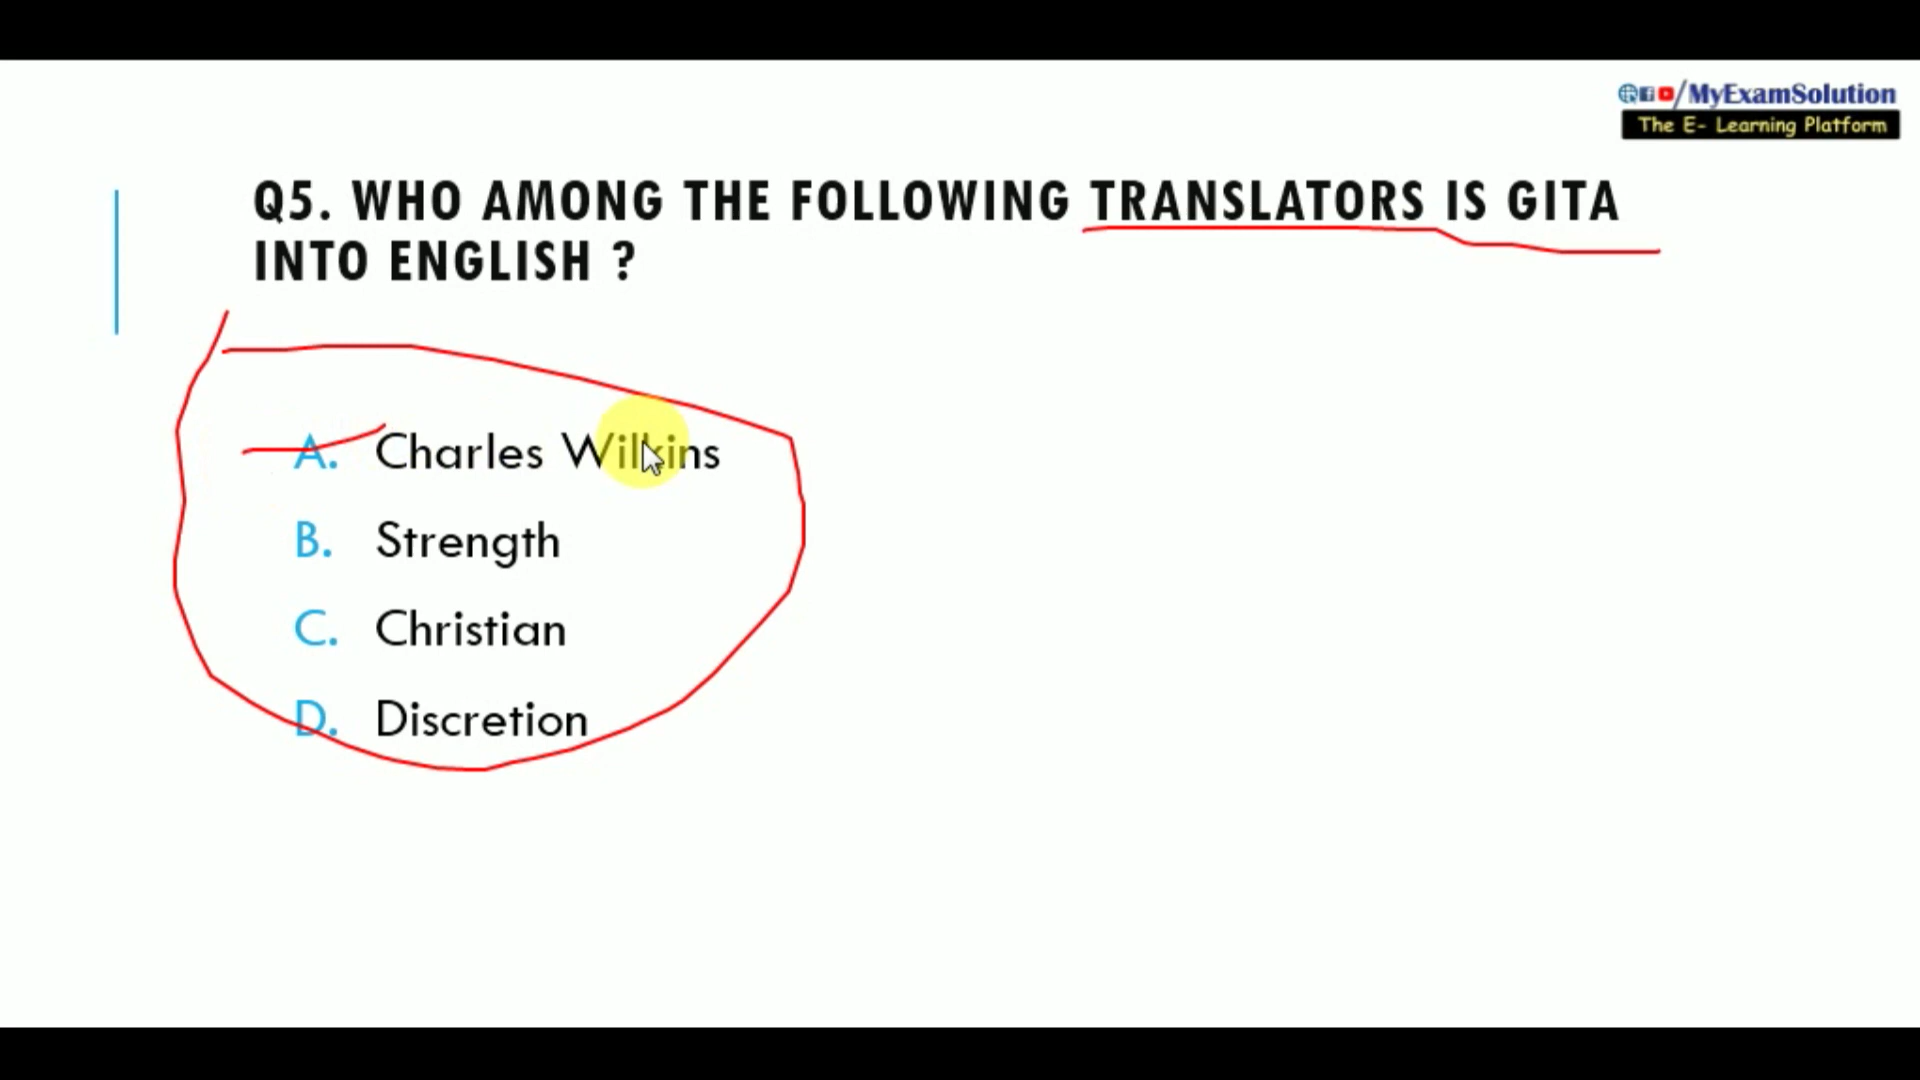 /MyExamSolution
The E- Learning Platform
Q5. WHO AMONG THE FOLLOWING TRANSLATORS IS GITA
INTO ENGLISH ?
A. Charles Wilkins
B. Strength
C. Christian
D. Discretion